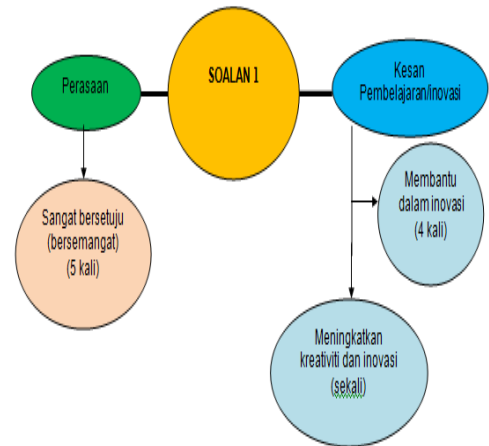 SOALAN 1
Perasaan
Kesan
Pembelajaran/inovasi
Sangat bersetuju
(bersemangat)
(5 kali)
Membantu
dalam inovasi
(4 kali)
Meningkatkan
kreativiti dan inovasi
(sekali)